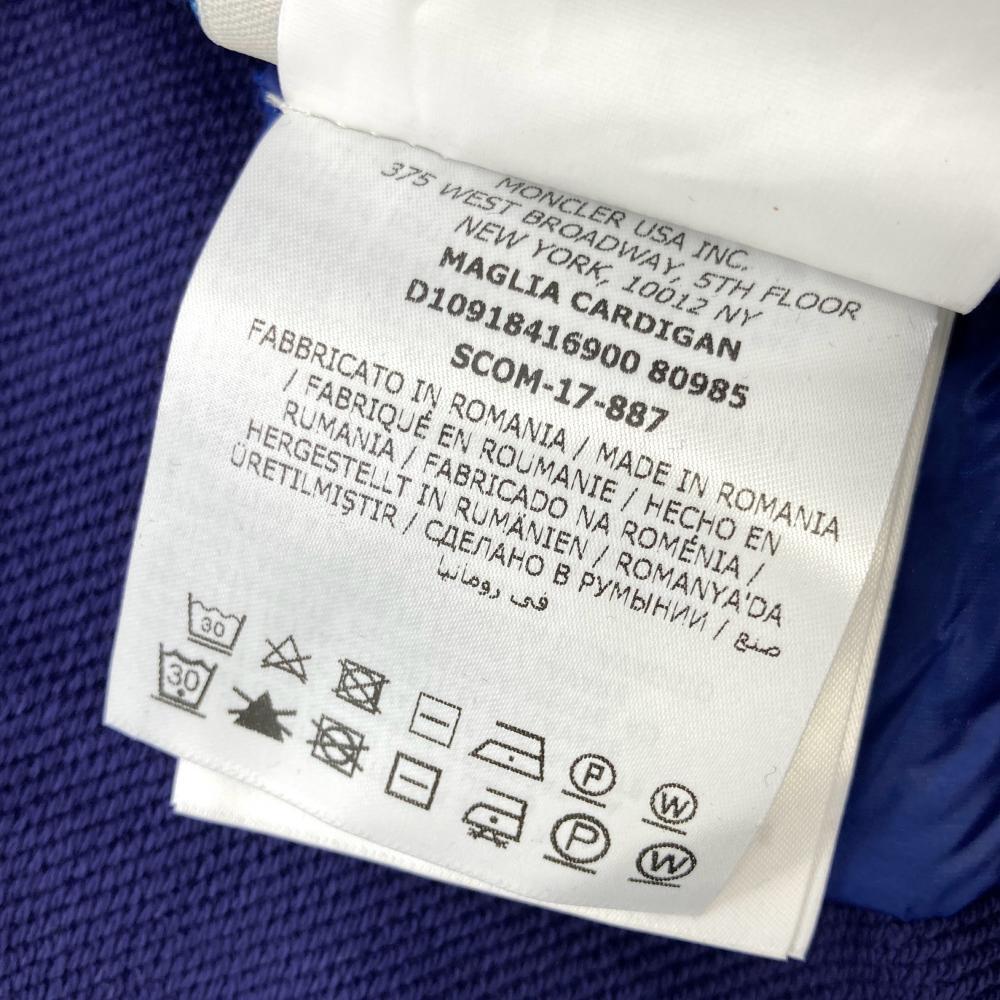 MONCLER USA INC.
375 WEST BROADWAY, 5TH FLOOR
NEW YORK, 10012 NY
MAGLIA CARDIGAN
D10918416900 80985
SCOM-17-887
FABBRICATO IN ROMANIA / MADE IN ROMANIA
/ FABRIQUÉ EN ROUMANIE / HECHO EN
RUMANIA / FABRICADO NA ROMÉNIA /
HERGESTELLT IN RUMÄNIEN / ROMANYA'DA
ÜRETILMIŞTIR / СДЕЛАНО В РУМЫНИИ / صنع
في رومانيا
30
P W
30
P W